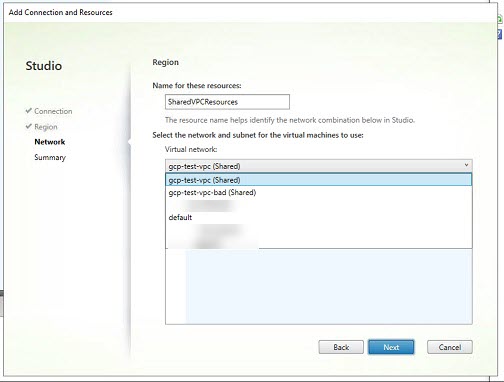 Add Connection and Resources
Studio
Connection
Region
Network
Summary
Region
Name for these resources:
SharedVPCResources
The resource name helps identify the network combination below in Studio.
Select the network and subnet for the virtual machines to use:
Virtual network:
gcp-test-vpc (Shared)
gcp-test-vpc (Shared)
gcp-test-vpc-bad (Shared)
default
Back
Next
Cancel